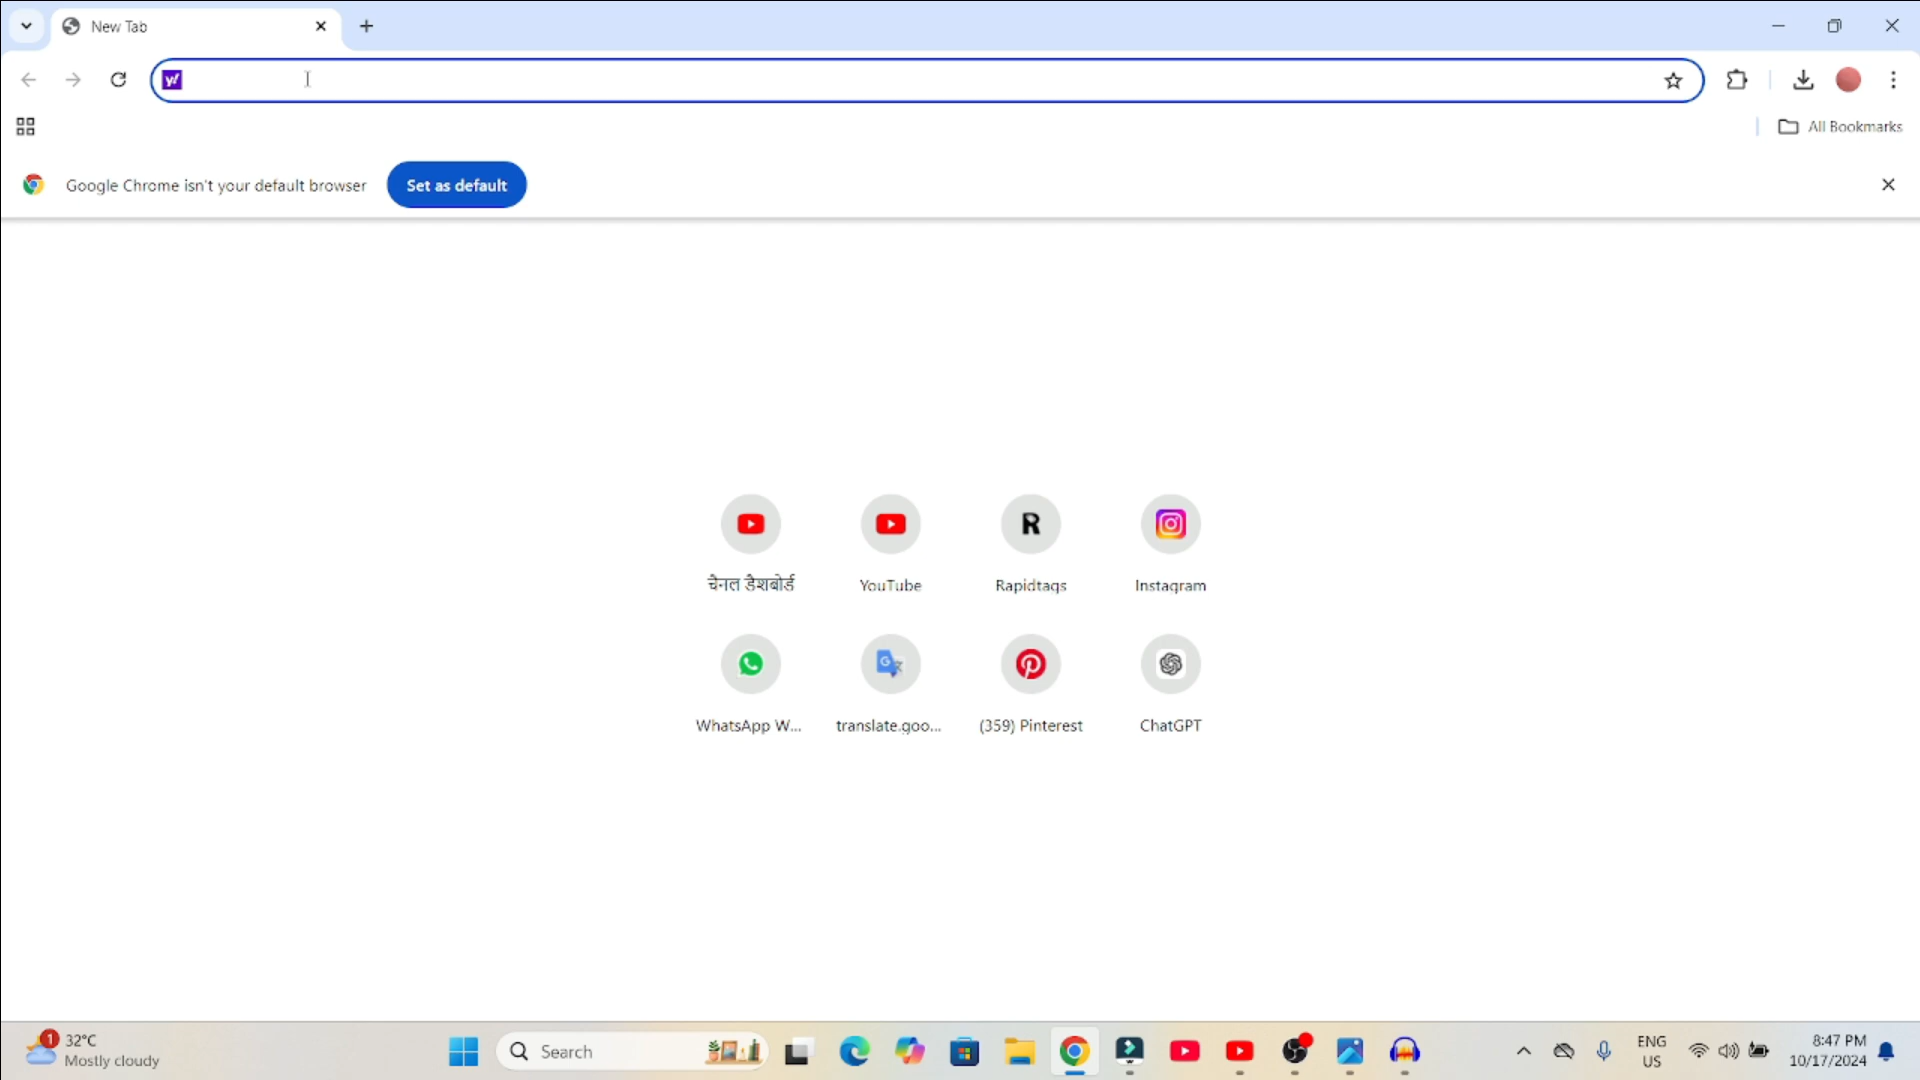 New Tab
y!
All Bookmarks
Google Chrome isn't your default browser
Set as default
R
चैनल डैशबोर्ड
YouTube
Rapidtags
Instagram
G
WhatsApp W...
translate.goo...
(359) Pinterest
ChatGPT
1
32°C
Mostly cloudy
Search
ENG
US
8:47 PM
10/17/2024